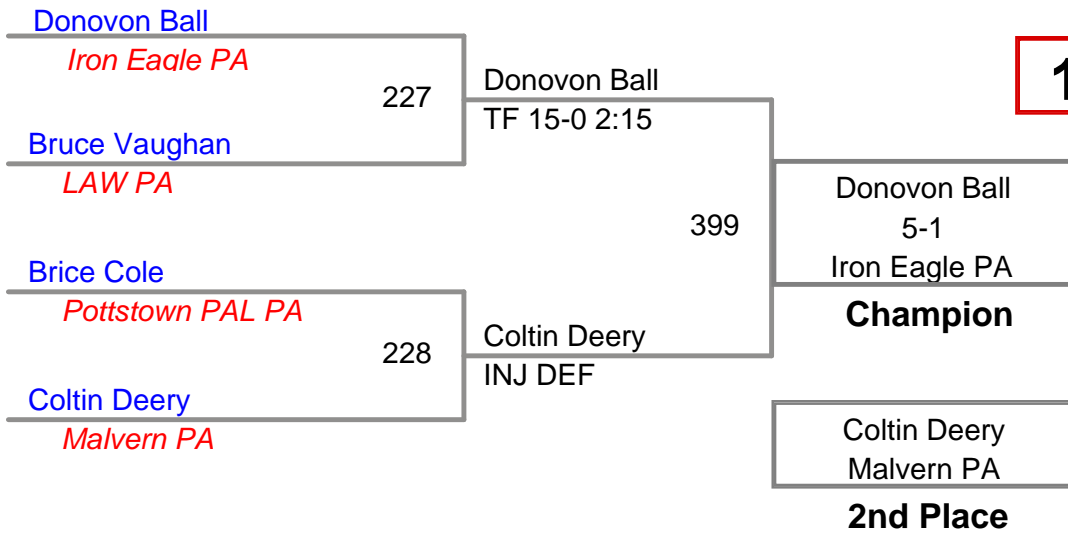 Donovon Ball
Iron Eagle PA
227
Bruce Vaughan
LAW PA
Donovon Ball
TF 15-0 2:15
1
399
Donovon Ball
5-1
Iron Eagle PA
Champion
Brice Cole
Pottstown PAL PA
228
Coltin Deery
Malvern PA
Coltin Deery
INJ DEF
Coltin Deery
Malvern PA
2nd Place